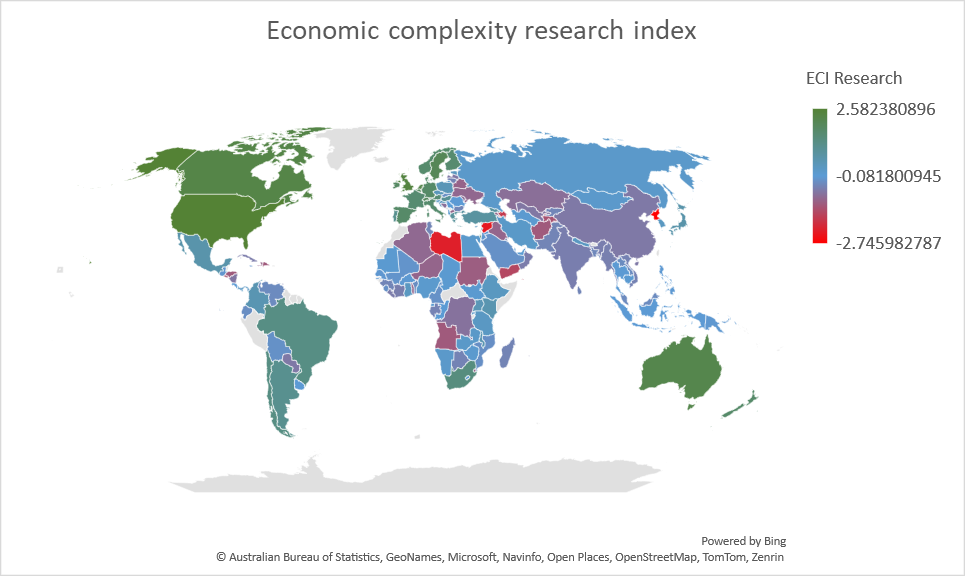 Economic complexity research index
ECI Research
2.582380896
-0.081800945
-2.745982787
Powered by Bing
© Australian Bureau of Statistics, GeoNames, Microsoft, Navinfo, Open Places, OpenStreetMap, TomTom, Zenrin